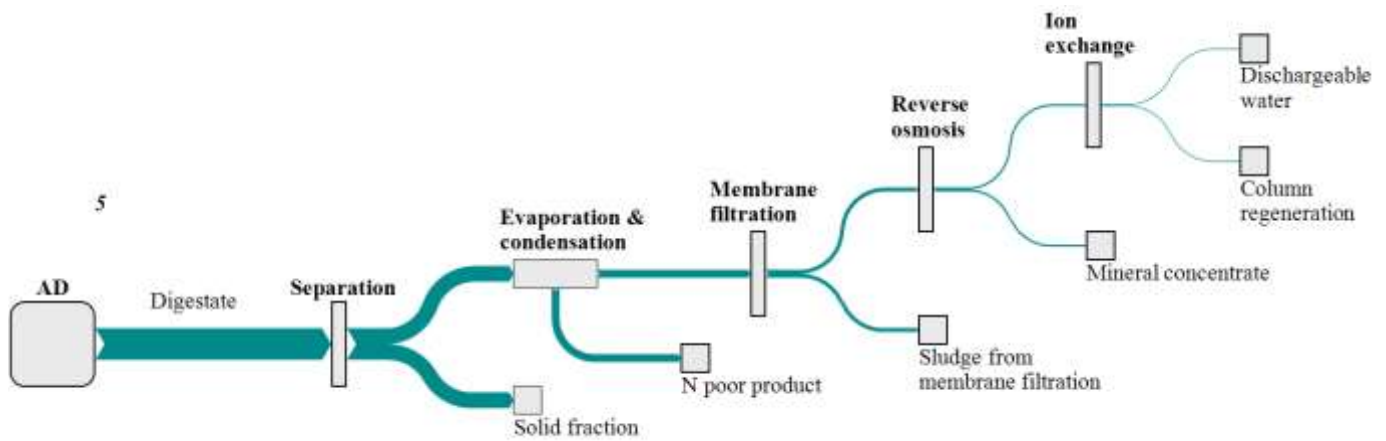 Ion
exchange
Dischargeable
water
Reverse
osmosis
Column
regeneration
5
Membrane
filtration
Evaporation &
condensation
Mineral concentrate
AD
Digestate
Separation
Sludge from
membrane filtration
N poor product
Solid fraction